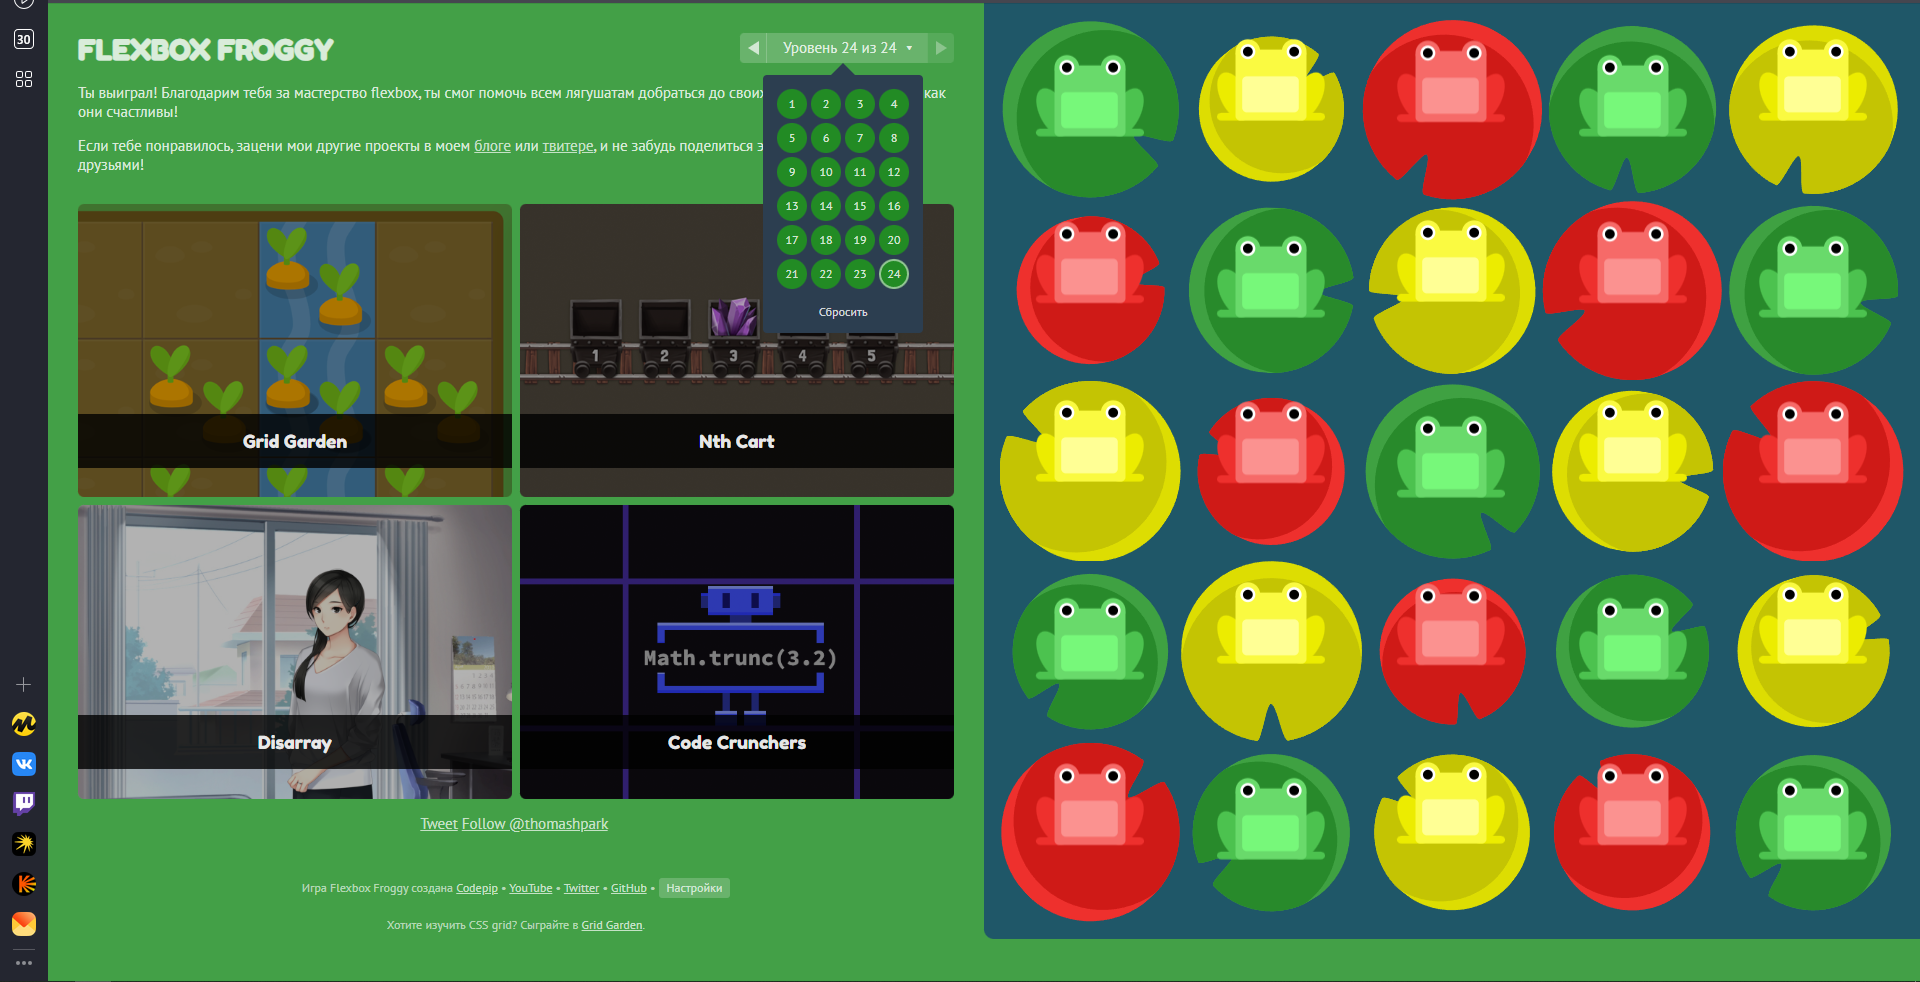 30
FLEXBOX FROGGY
Уровень 24 из 24
Ты выиграл! Благодарим тебя за мастерство flexbox, ты смог помочь всем лягушатам добраться до своих
как
они счастливы!
Если тебе понравилось, зацени мои другие проекты в моем блоге или твитере, и не забудь поделиться
друзьями!
1 2 3 4
5 6 7 8
9 10 11 12
13 14 15 16
17 18 19 20
21 22 23 24
Сбросить
1 2 3 4 5
Grid Garden
Nth Cart
Math.trunc(3.2)
Disarray
Code Crunchers
Tweet Follow @thomashpark
Игра Flexbox Froggy создана Codepip • YouTube • Twitter • GitHub • Настройки
Хотите изучить CSS grid? Сыграйте в Grid Garden.